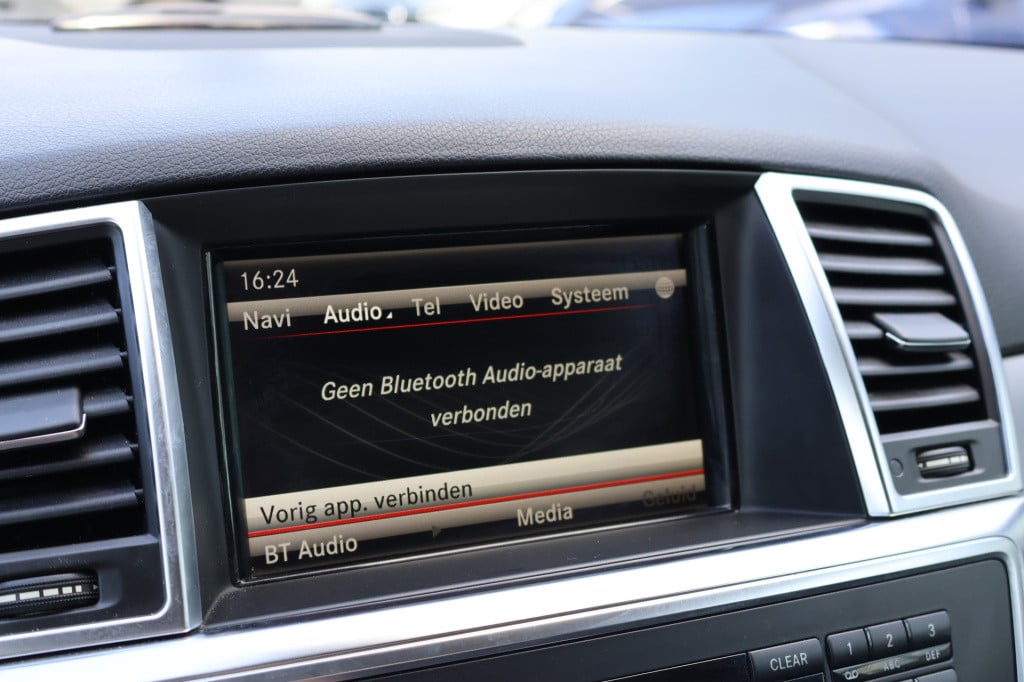 16:24
Navi Audio Tel Video Systeem
Geen Bluetooth Audio-apparaat
verbonden
Vorig app. verbinden
BT Audio Media Geluid
CLEAR 1 2 3
ABC DEF